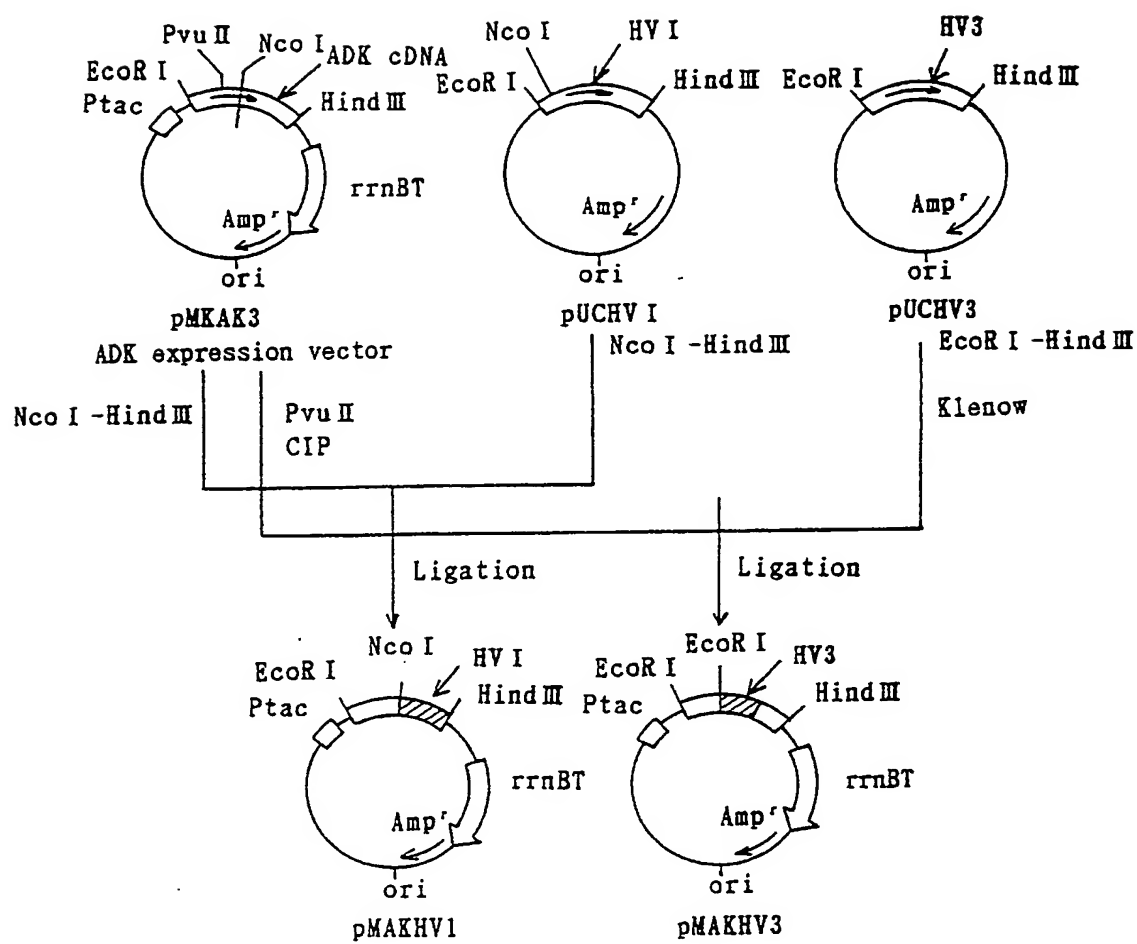 Pvu II
Nco I
ADK cDNA
EcoR I
Ptac
Hind III
rrnBT
Amp r
ori
pMKAK3
ADK expression vector
Nco I
HV I
EcoR I
Hind III
Amp r
ori
pUCHV I
HV3
EcoR I
Hind III
Amp r
ori
pUCHV3
Nco I -Hind III
Pvu II
CIP
Nco I -Hind III
EcoR I -Hind III
Klenow
Ligation
Ligation
Nco I
EcoR I
HV I
Hind III
Ptac
rrnBT
Amp r
ori
pMAKHV1
EcoR I
EcoR I
HV3
Hind III
Ptac
rrnBT
Amp r
ori
pMAKHV3